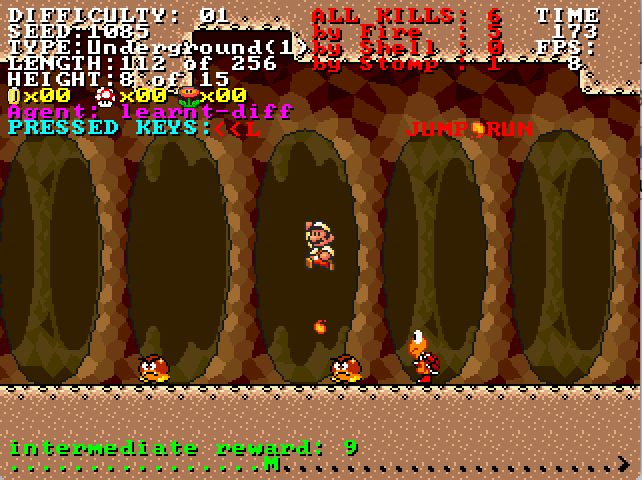 DIFFICULTY: 01 ALL KILLS: 6 TIME
SEED:1085 by Fire : 5 173
TYPE:Underground(1) by Shell : 0 FPS:
LENGTH:112 of 256 by Stomp : 1 8
HEIGHT:8 of 15
x00 x00 x00
Agent: learnt-diff
PRESSED KEYS:<<L JUMP RUN
intermediate reward: 9
................M......................>